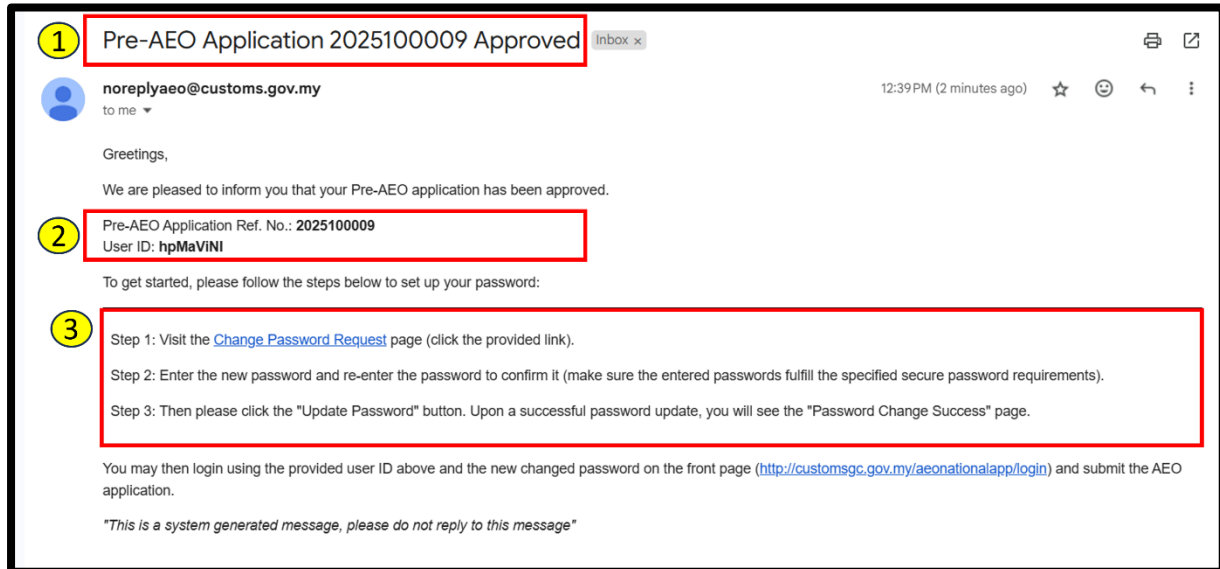 1
Pre-AEO Application 2025100009 Approved
Inbox ×
noreplyaeo@customs.gov.my
12:39 PM (2 minutes ago)
to me
Greetings,
We are pleased to inform you that your Pre-AEO application has been approved.
2
Pre-AEO Application Ref. No.: 2025100009
User ID: hpMaViNI
To get started, please follow the steps below to set up your password:
3
Step 1: Visit the Change Password Request page (click the provided link).
Step 2: Enter the new password and re-enter the password to confirm it (make sure the entered passwords fulfill the specified secure password requirements).
Step 3: Then please click the "Update Password" button. Upon a successful password update, you will see the "Password Change Success" page.
You may then login using the provided user ID above and the new changed password on the front page (http://customsgc.gov.my/aeonationalapp/login) and submit the AEO
application.
"This is a system generated message, please do not reply to this message"